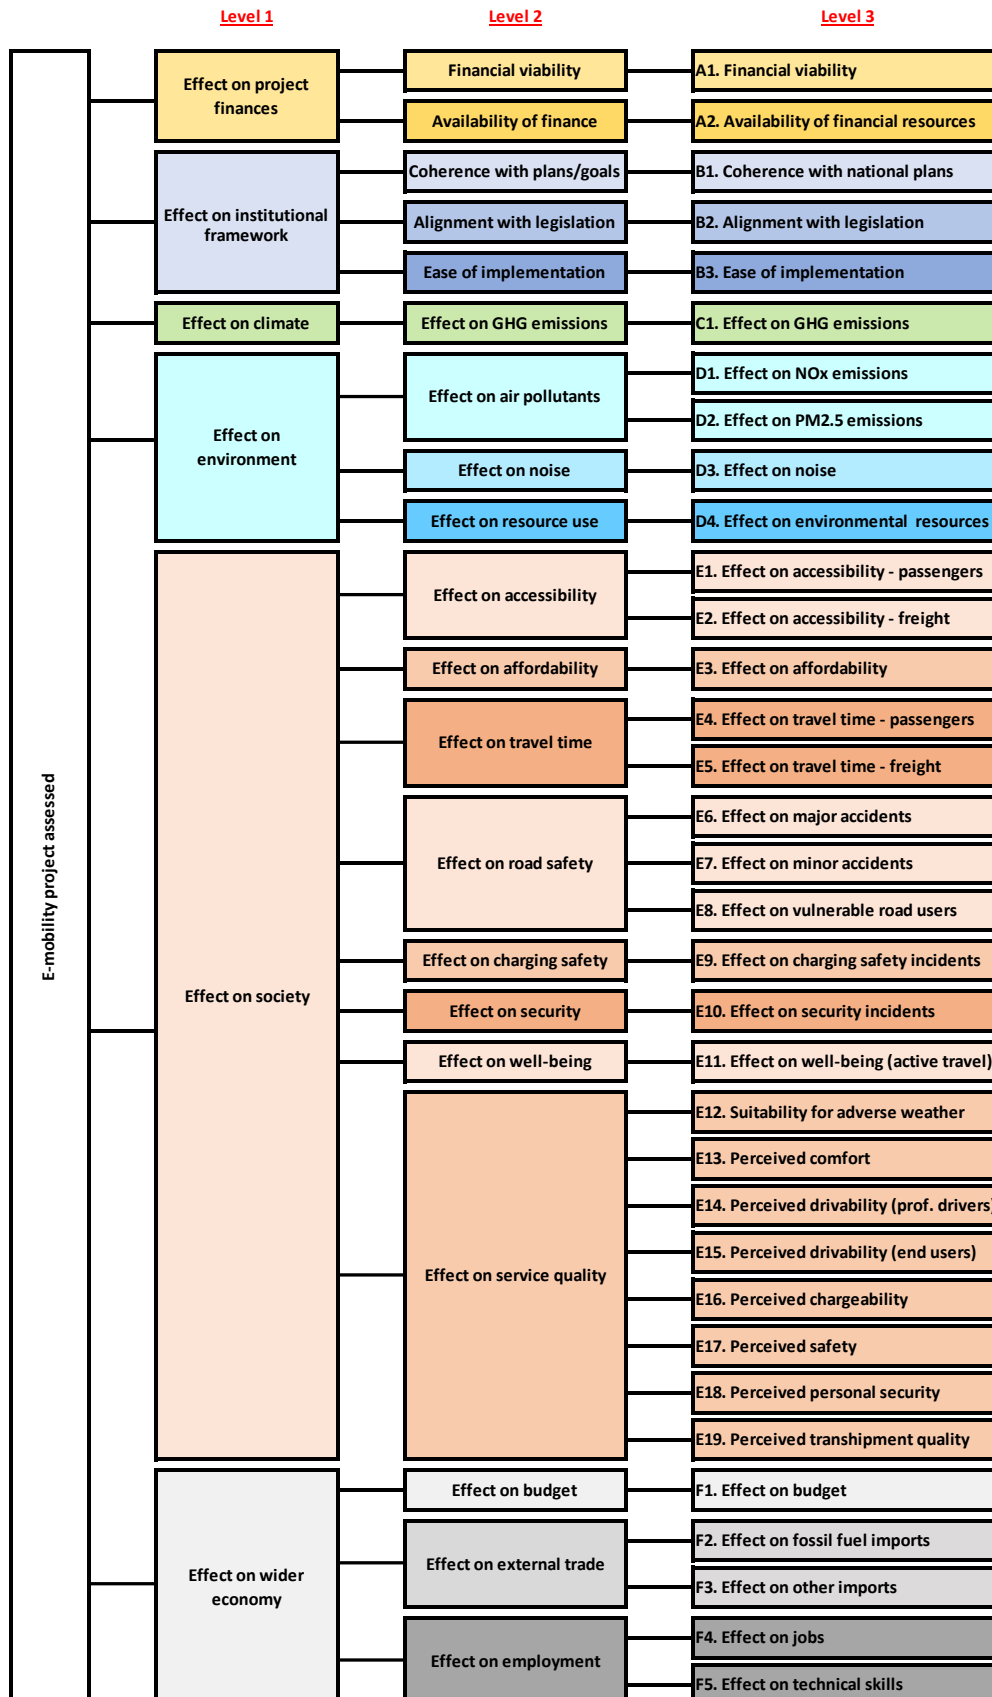 Level 1
Level 2
Level 3
E-mobility project assessed
Effect on project
finances
Financial viability
A1. Financial viability
Availability of finance
A2. Availability of financial resources
Effect on institutional
framework
Coherence with plans/goals
B1. Coherence with national plans
Alignment with legislation
B2. Alignment with legislation
Ease of implementation
B3. Ease of implementation
Effect on climate
Effect on GHG emissions
C1. Effect on GHG emissions
Effect on
environment
Effect on air pollutants
D1. Effect on NOx emissions
D2. Effect on PM2.5 emissions
Effect on noise
D3. Effect on noise
Effect on resource use
D4. Effect on environmental  resources
Effect on society
Effect on accessibility
E1. Effect on accessibility - passengers
E2. Effect on accessibility - freight
Effect on affordability
E3. Effect on affordability
Effect on travel time
E4. Effect on travel time - passengers
E5. Effect on travel time - freight
Effect on road safety
E6. Effect on major accidents
E7. Effect on minor accidents
E8. Effect on vulnerable road users
Effect on charging safety
E9. Effect on charging safety incidents
Effect on security
E10. Effect on security incidents
Effect on well-being
E11. Effect on well-being (active travel)
Effect on service quality
E12. Suitability for adverse weather
E13. Perceived comfort
E14. Perceived drivability (prof. drivers)
E15. Perceived drivability (end users)
E16. Perceived chargeability
E17. Perceived safety
E18. Perceived personal security
E19. Perceived transhipment quality
Effect on wider
economy
Effect on budget
F1. Effect on budget
Effect on external trade
F2. Effect on fossil fuel imports
F3. Effect on other imports
Effect on employment
F4. Effect on jobs
F5. Effect on technical skills